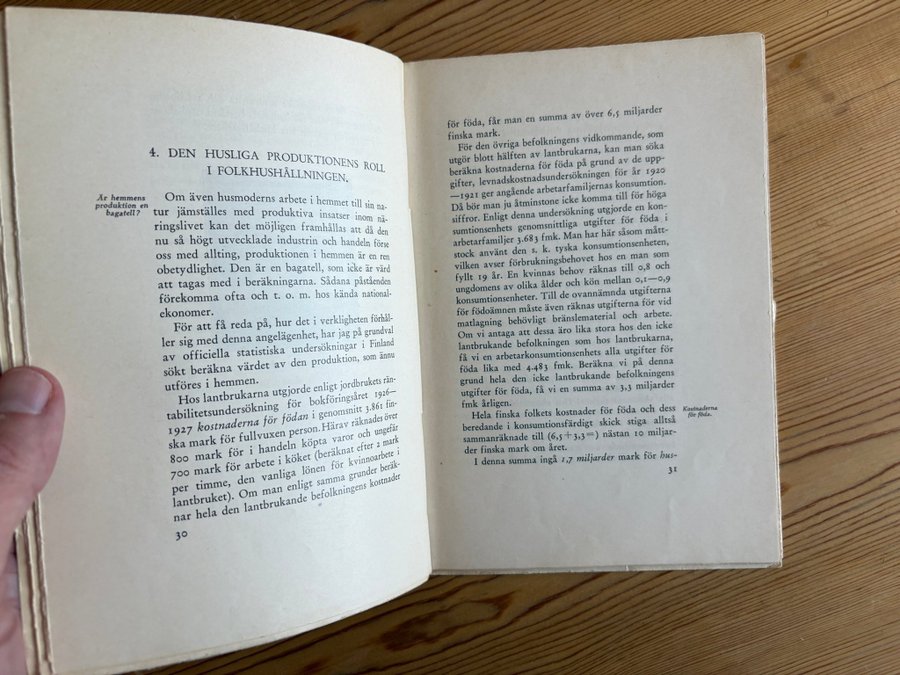 4. DEN HUSLIGA PRODUKTIONENS ROLL
I FOLKHUSHÅLLNINGEN.
Är hemmens
produktion en
bagatell?
Om även husmoderns arbete i hemmet till sin na-
tur jämställes med produktiva insatser inom nä-
ringslivet kan det möjligen framhållas att då den
nu så högt utvecklade industrin och handeln förse
oss med allting, produktionen i hemmen är en ren
obetydlighet. Den är en bagatell, som icke är värd
att tagas med i beräkningarna. Sådana påståenden
förekomma ofta och t. o. m. hos kända national-
ekonomer.
För att få reda på, hur det i verkligheten förhål-
ler sig med denna angelägenhet, har jag på grundval
av officiella statistiska undersökningar i Finland
sökt beräkna värdet av den produktion, som ännu
utföres i hemmen.
Hos lantbrukarna utgjorde enligt jordbrukets rän-
tabilitetsundersökning för bokföringsåret 1926—
1927 kostnaderna för födan i genomsnitt 3.861 fin-
ska mark för fullvuxen person. Härav räknades över
800 mark för i handeln köpta varor och ungefär
700 mark för arbete i köket (beräknat efter 2 mark
per timme, den vanliga lönen för kvinnoarbete i
lantbruket). Om man enligt samma grunder beräk-
nar hela den lantbrukande befolkningens kostnader
30
för föda, får man en summa av över 6,5 miljarder
finska mark.
För den övriga befolkningens vidkommande, som
utgör blott hälften av lantbrukarna, kan man söka
beräkna kostnaderna för föda på grund av de upp-
gifter, levnadskostnadsundersökningen för år 1920
—1921 ger angående arbetarfamiljernas konsumtion.
Då bör man ju åtminstone icke komma till för höga
siffror. Enligt denna undersökning utgjorde en kon-
sumtionsenhets genomsnittliga utgifter för föda i
arbetarfamiljer 3.683 fmk. Man har här såsom mått-
stock använt den s. k. tyska konsumtionsenheten,
vilken avser förbrukningsbehovet hos en man som
fyllt 19 år. En kvinnas behov räknas till 0,8 och
ungdomens av olika ålder och kön mellan 0,1—0,9
konsumtionsenheter. Till de ovannämnda utgifterna
för födoämnen måste även räknas utgifterna för vid
matlagning behövligt bränslematerial och arbete.
Om vi antaga att dessa äro lika stora hos den icke
lantbrukande befolkningen som hos lantbrukarna,
få vi en arbetarkonsumtionsenhets alla utgifter för
föda lika med 4.483 fmk. Beräkna vi på denna
grund hela den icke lantbrukande befolkningens
utgifter för föda, få vi en summa av 3,3 miljarder
fmk årligen.
Hela finska folkets kostnader för föda och dess
beredande i konsumtionsfärdigt skick stiga alltså
sammanräknade till (6,5+3,3=) nästan 10 miljar-
der finska mark om året.
I denna summa ingå 1,7 miljarder mark för hus-
Kostnaderna
för föda.
31